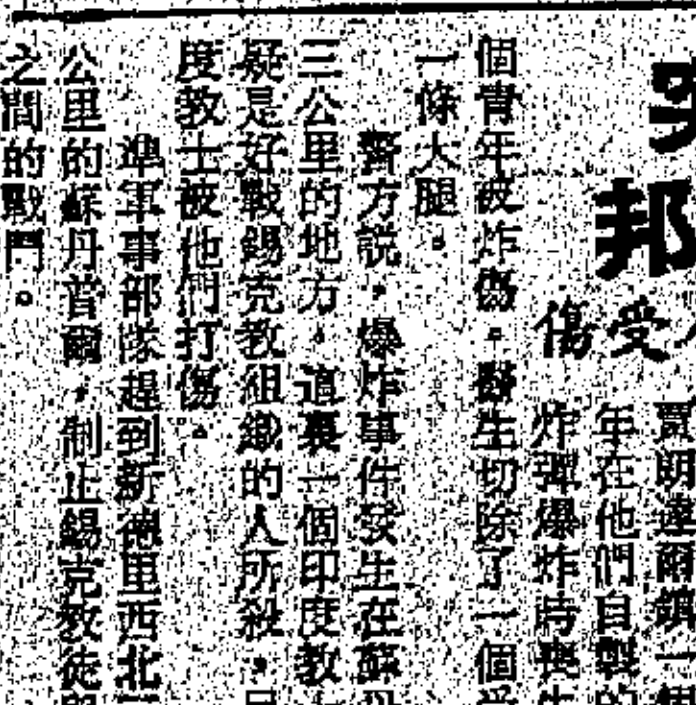 邦
受傷
賈朗達爾鎮一個
年在他們自製的
炸彈爆炸時喪生
個青年被炸傷。醫生切除了一個
一條大腿。
警方說,爆炸事件發生在蘇丹
三公里的地方。這裏一個印度教
疑是好戰錫克教組織的人所殺,
度教士被他們打傷。
準軍事部隊趕到新德里西北
公里的蘇丹普爾,制止錫克教徒
之間的戰鬥。